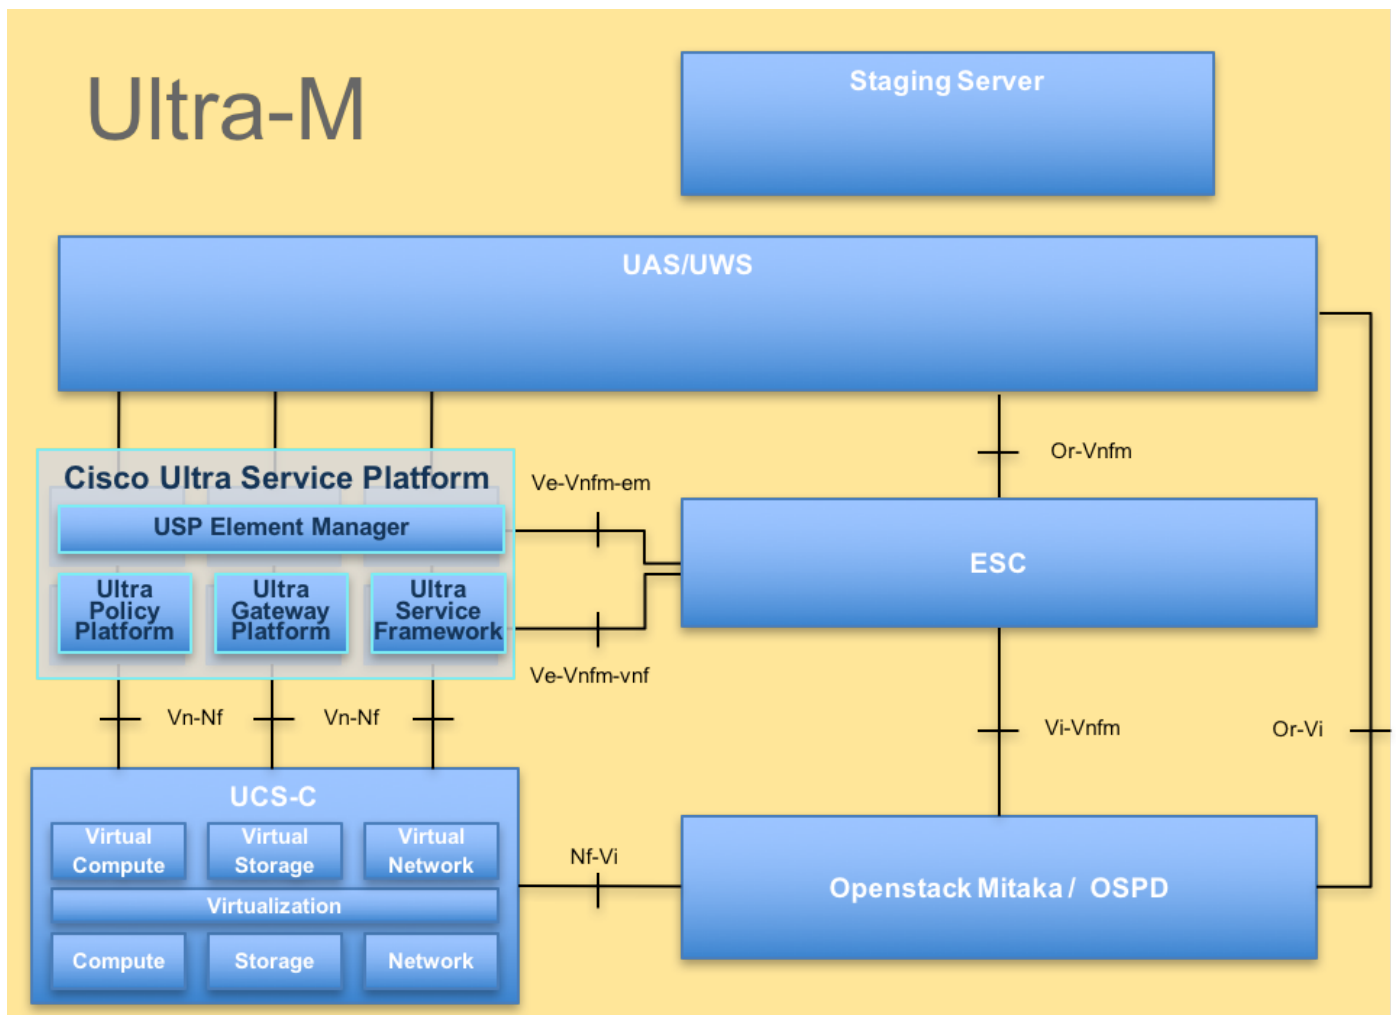 Ultra-M
Staging Server
UAS/UWS
Or-Vnfm
Cisco Ultra Service Platform
Ve-Vnfm-em
USP Element Manager
ESC
Ultra
Policy
Platform
Ultra
Gateway
Platform
Ultra
Service
Framework
Ve-Vnfm-vnf
Vn-Nf
Vn-Nf
Vi-Vnfm
Or-Vi
UCS-C
Virtual
Compute
Virtual
Storage
Virtual
Network
Nf-Vi
Openstack Mitaka / OSPD
Virtualization
Compute
Storage
Network